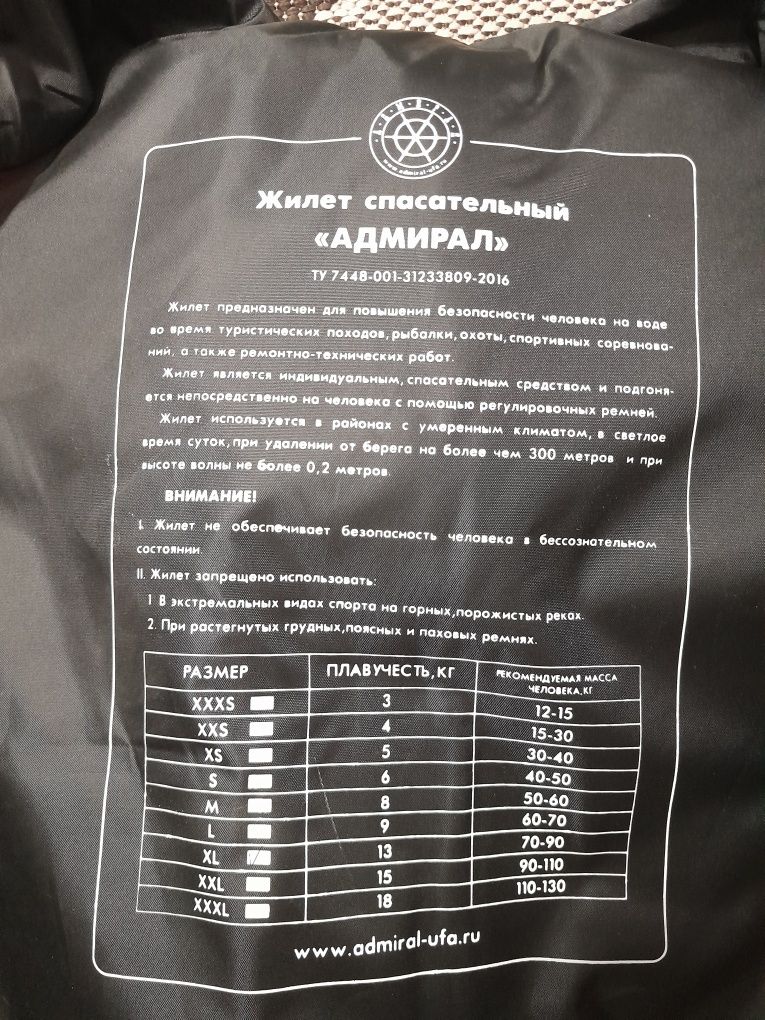 АДМИРАЛ
www.admiral-ufa.ru
Жилет спасательный
«АДМИРАЛ»
ТУ 7448-001-31233809-2016
Жилет предназначен для повышения безопасности человека на воде
во время туристических походов, рыбалки, охоты, спортивных соревнова-
ний, а также ремонтно-технических работ.
Жилет является индивидуальным, спасательным средством и подгоня-
ется непосредственно на человека с помощью регулировочных ремней.
Жилет используется в районах с умеренным климатом, в светлое
время суток, при удалении от берега на более чем 300 метров и при
высоте волны не более 0,2 метров.
ВНИМАНИЕ!
I. Жилет не обеспечивает безопасность человека в бессознательном
состоянии.
II. Жилет запрещено использовать:
1 В экстремальных видах спорта на горных, порожистых реках.
2. При растегнутых грудных, поясных и паховых ремнях.
РАЗМЕР ПЛАВУЧЕСТЬ, КГ РЕКОМЕНДУЕМАЯ МАССА
ЧЕЛОВЕКА, КГ
XXXS 3 12-15
XXS 4 15-30
XS 5 30-40
S 6 40-50
M 8 50-60
L 9 60-70
XL 13 70-90
XXL 15 90-110
XXXL 18 110-130
www.admiral-ufa.ru